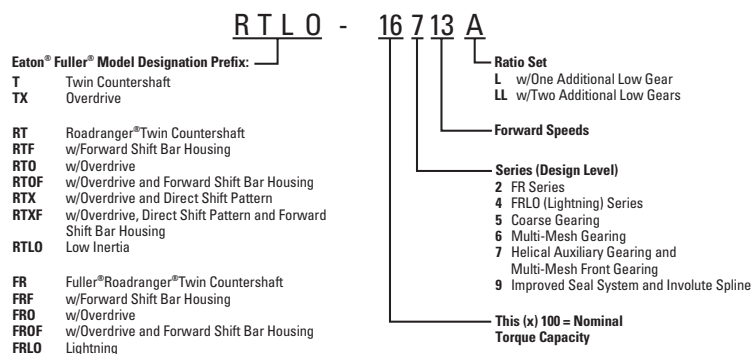 RTLO - 16 7 13 A
Eaton® Fuller® Model Designation Prefix:
T Twin Countershaft
TX Overdrive
RT Roadranger®Twin Countershaft
RTF w/Forward Shift Bar Housing
RTO w/Overdrive
RTOF w/Overdrive and Forward Shift Bar Housing
RTX w/Overdrive and Direct Shift Pattern
RTXF w/Overdrive, Direct Shift Pattern and Forward
Shift Bar Housing
RTLO Low Inertia
FR Fuller®Roadranger®Twin Countershaft
FRF w/Forward Shift Bar Housing
FRO w/Overdrive
FROF w/Overdrive and Forward Shift Bar Housing
FRLO Lightning
Ratio Set
L w/One Additional Low Gear
LL w/Two Additional Low Gears
Forward Speeds
Series (Design Level)
2 FR Series
4 FRLO (Lightning) Series
5 Coarse Gearing
6 Multi-Mesh Gearing
7 Helical Auxiliary Gearing and
Multi-Mesh Front Gearing
9 Improved Seal System and Involute Spline
This (x) 100 = Nominal
Torque Capacity